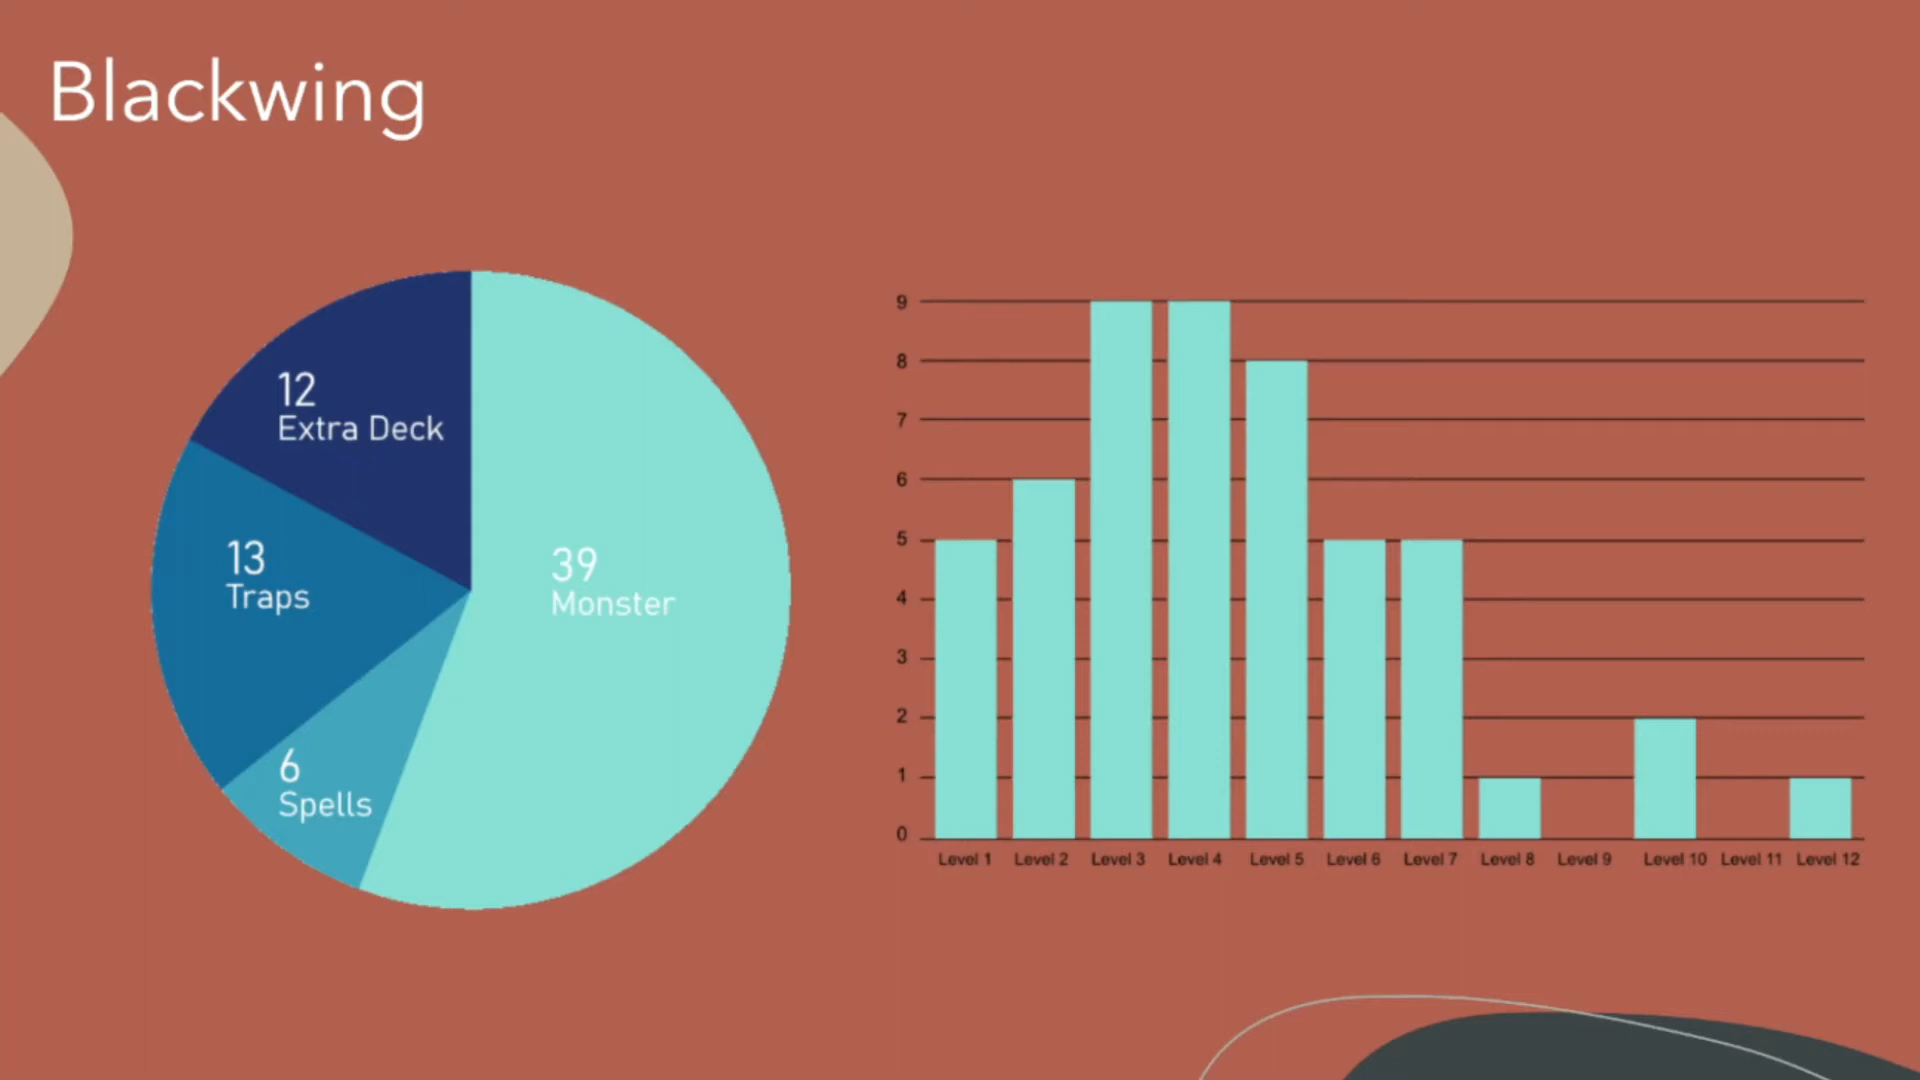 Blackwing
12
Extra Deck
13
Traps
39
Monster
6
Spells
9
8
7
6
5
4
3
2
1
0
Level 1 Level 2 Level 3 Level 4 Level 5 Level 6 Level 7 Level 8 Level 9 Level 10 Level 11 Level 12